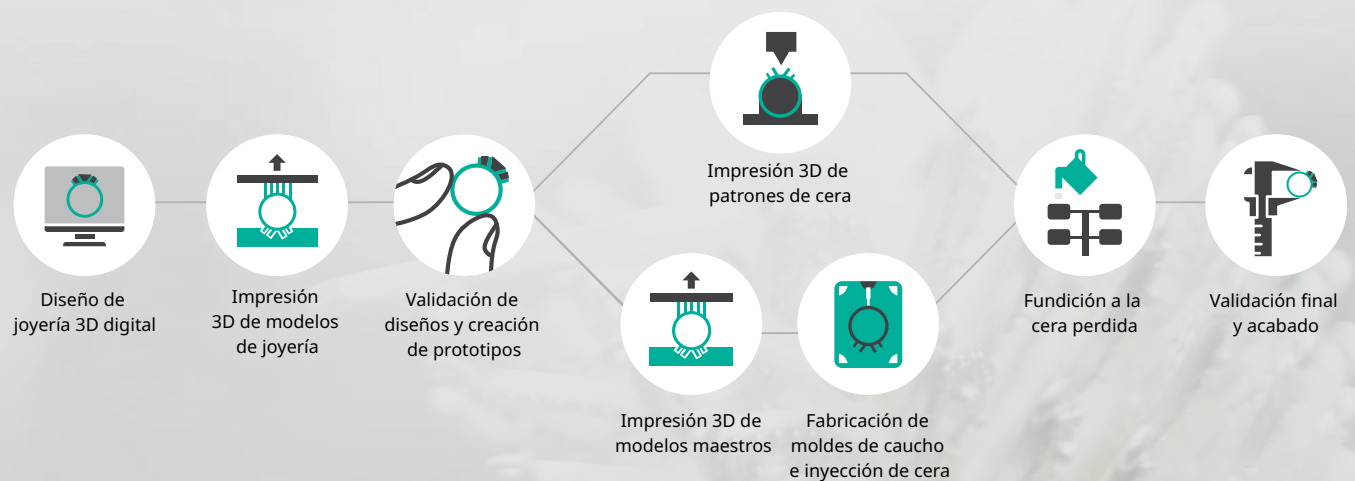 Diseño de
joyería 3D digital
Impresión
3D de modelos
de joyería
Validación de
diseños y creación
de prototipos
Impresión 3D de
patrones de cera
Impresión 3D de
modelos maestros
Fabricación de
moldes de caucho
e inyección de cera
Fundición a la
cera perdida
Validación final
y acabado